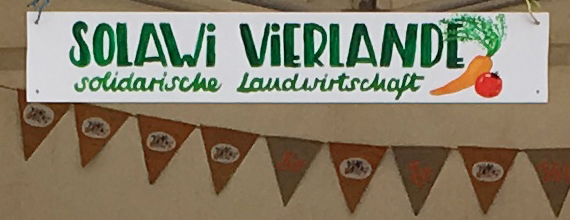 SOLAWi ViERLANDE
solidarische Landwirtschaft